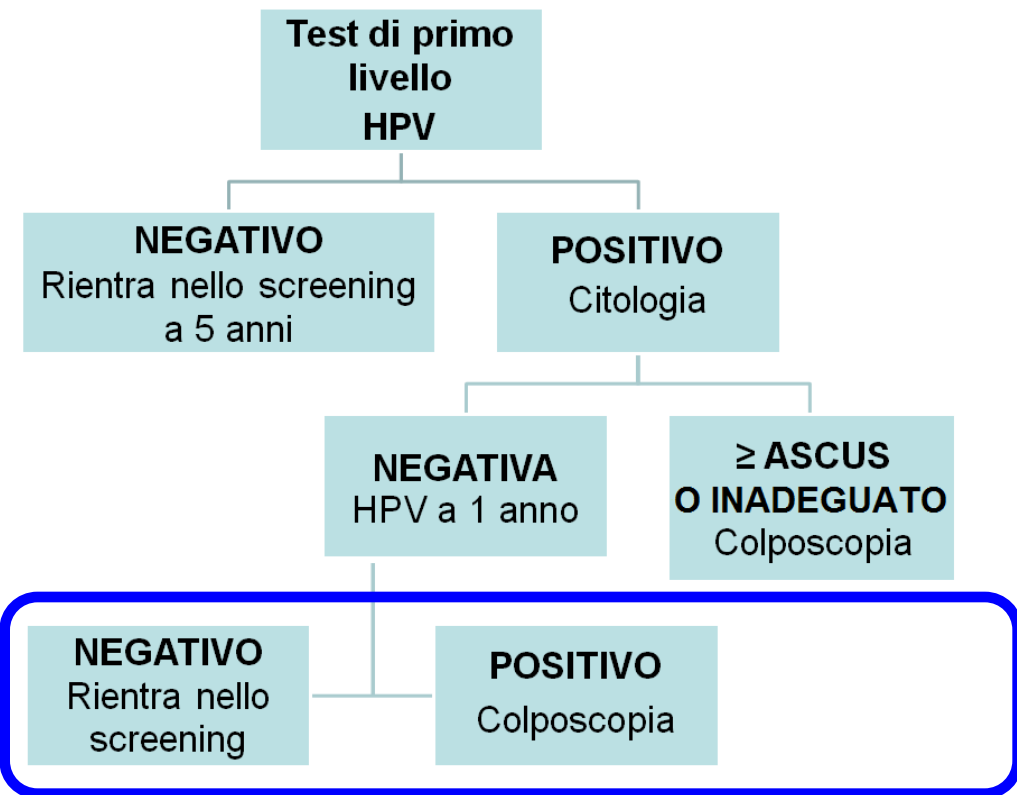 Test di primo
livello
HPV
NEGATIVO
Rientra nello screening
a 5 anni
POSITIVO
Citologia
NEGATIVA
HPV a 1 anno
≥ ASCUS
O INADEGUATO
Colposcopia
NEGATIVO
Rientra nello
screening
POSITIVO
Colposcopia